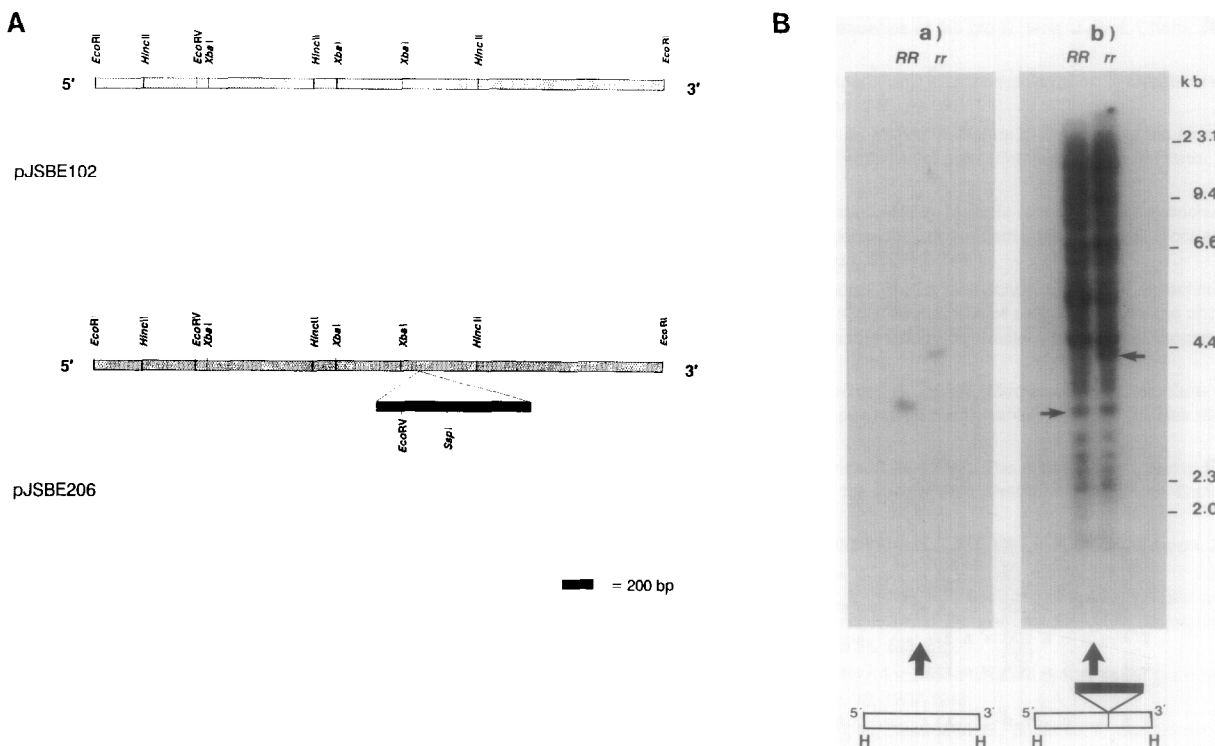 A
EcoRI HincII EcoRV XbaI HincII XbaI XbaI HincII EcoRI
5' 3'
pJSBE102
EcoRI HincII EcoRV XbaI HincII XbaI XbaI HincII EcoRI
5' 3'
EcoRV SspI
pJSBE206
= 200 bp
B
a) b)
RR rr RR rr
kb
23.1
9.4
6.6
4.4
2.3
2.0
5' 3' 5' 3'
H H H H